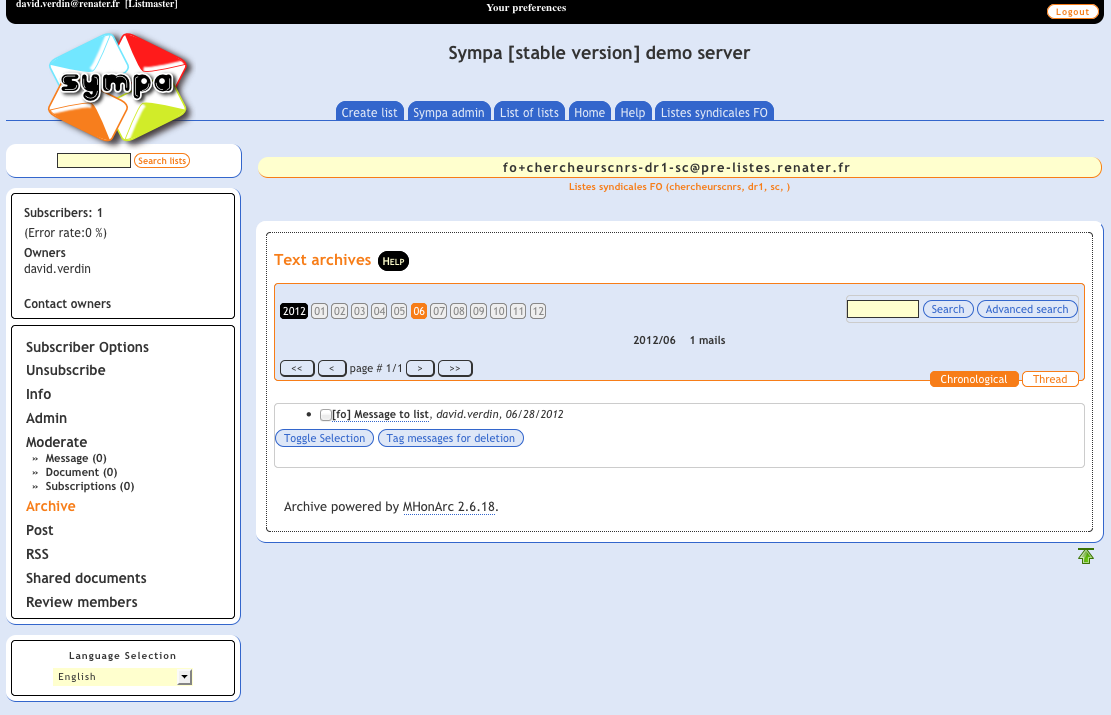 david.verdin@renater.fr [Listmaster]
Your preferences
Logout
sympa
Sympa [stable version] demo server
Create list Sympa admin List of lists Home Help Listes syndicales FO
Search lists
fo+chercheurscnrs-dr1-sc@pre-listes.renater.fr
Listes syndicales FO (chercheurscnrs, dr1, sc, )
Subscribers: 1
(Error rate:0 %)
Owners
david.verdin
Contact owners
Subscriber Options
Unsubscribe
Info
Admin
Moderate
» Message (0)
» Document (0)
» Subscriptions (0)
Archive
Post
RSS
Shared documents
Review members
Language Selection
English
Text archives HELP
2012 01 02 03 04 05 06 07 08 09 10 11 12
Search Advanced search
2012/06 1 mails
<< < page # 1/1 > >>
Chronological Thread
• [fo] Message to list, david.verdin, 06/28/2012
Toggle Selection Tag messages for deletion
Archive powered by MHonArc 2.6.18.